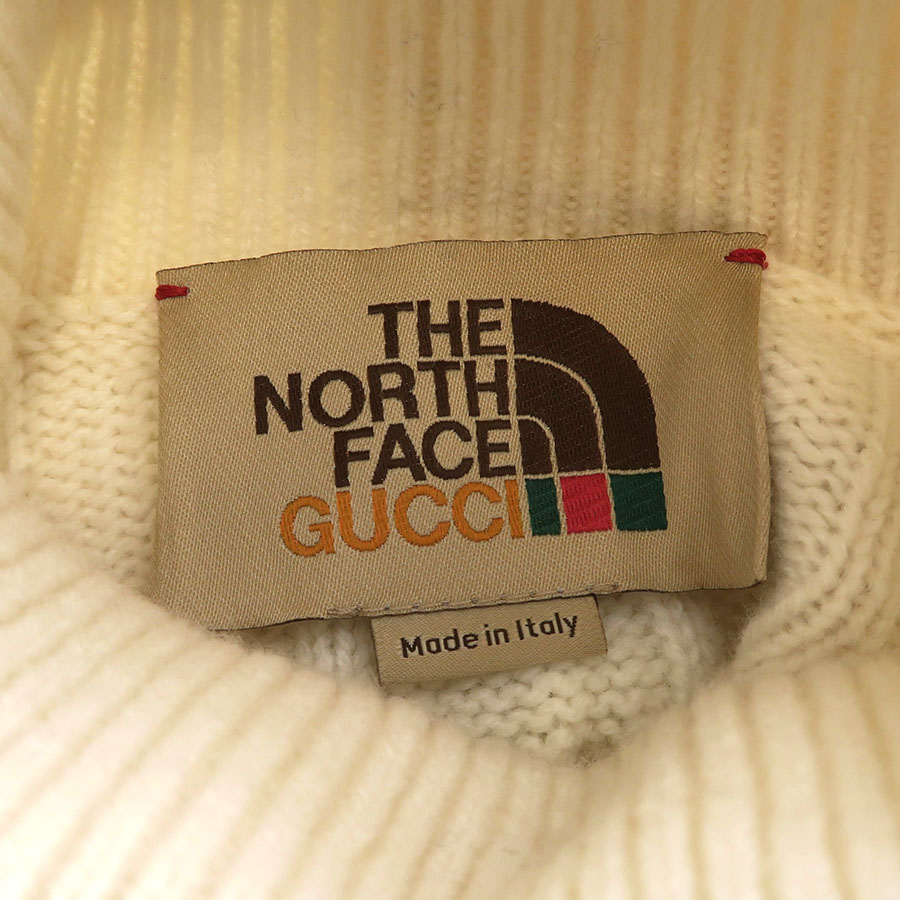 THE
NORTH
FACE
GUCCI
Made in Italy